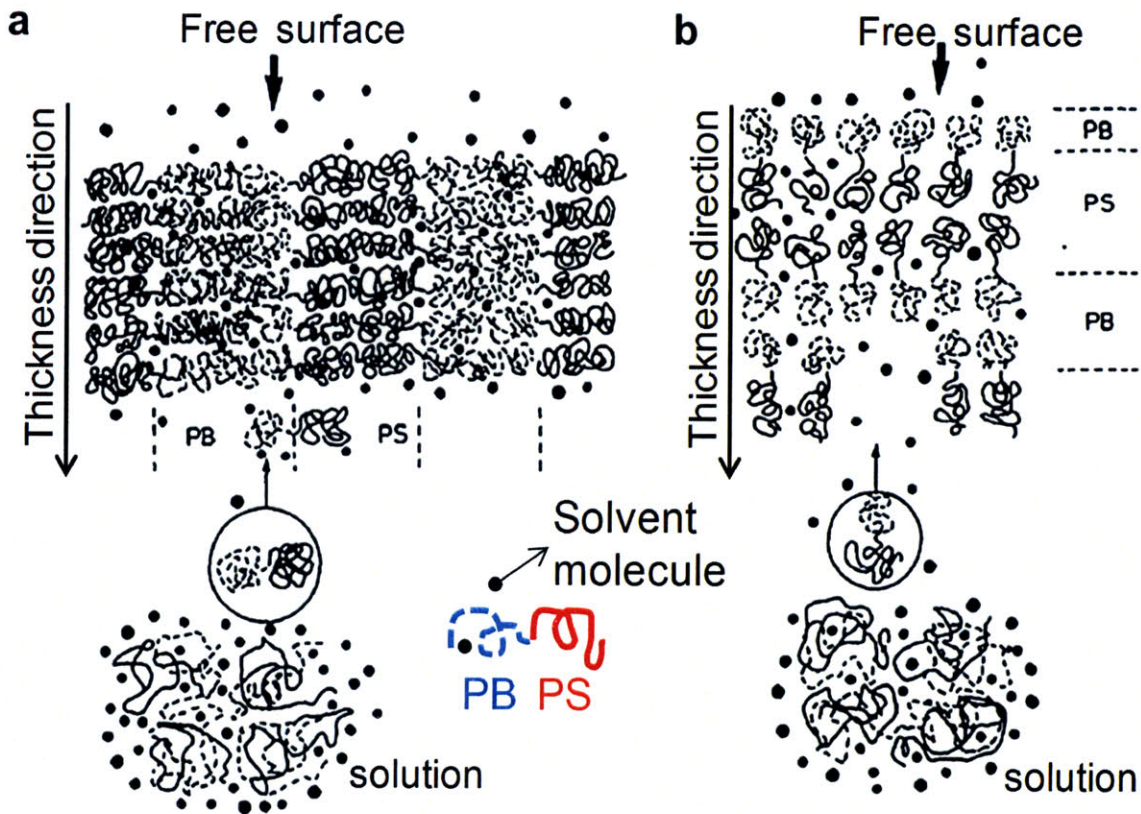 a
Free surface
Thickness direction
PB
PS
solution
Solvent
molecule
PB PS
b
Free surface
Thickness direction
PB
PS
PB
solution